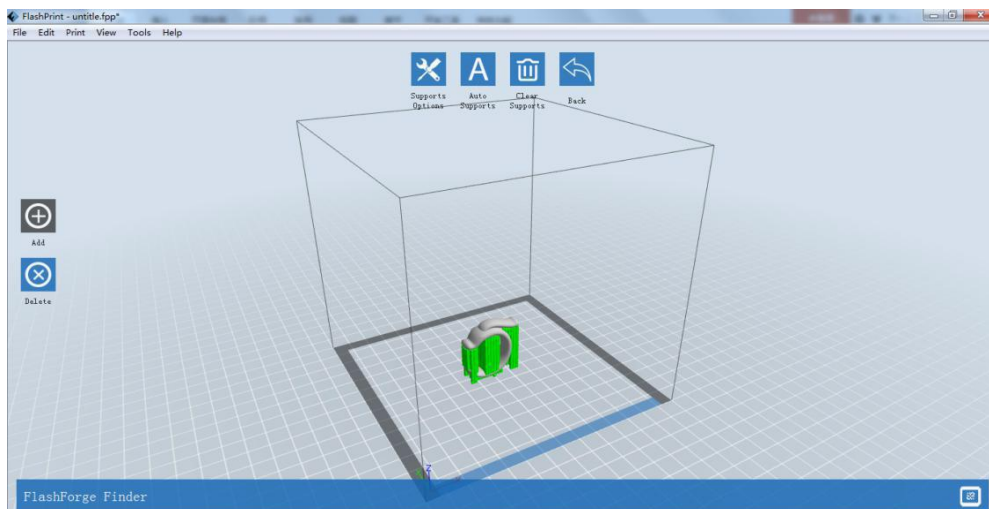 FlashPrint - untitle.fpp*
File Edit Print View Tools Help
Supports
Options
Auto
Supports
Clear
Supports
Back
Add
Delete
Z
FlashForge Finder